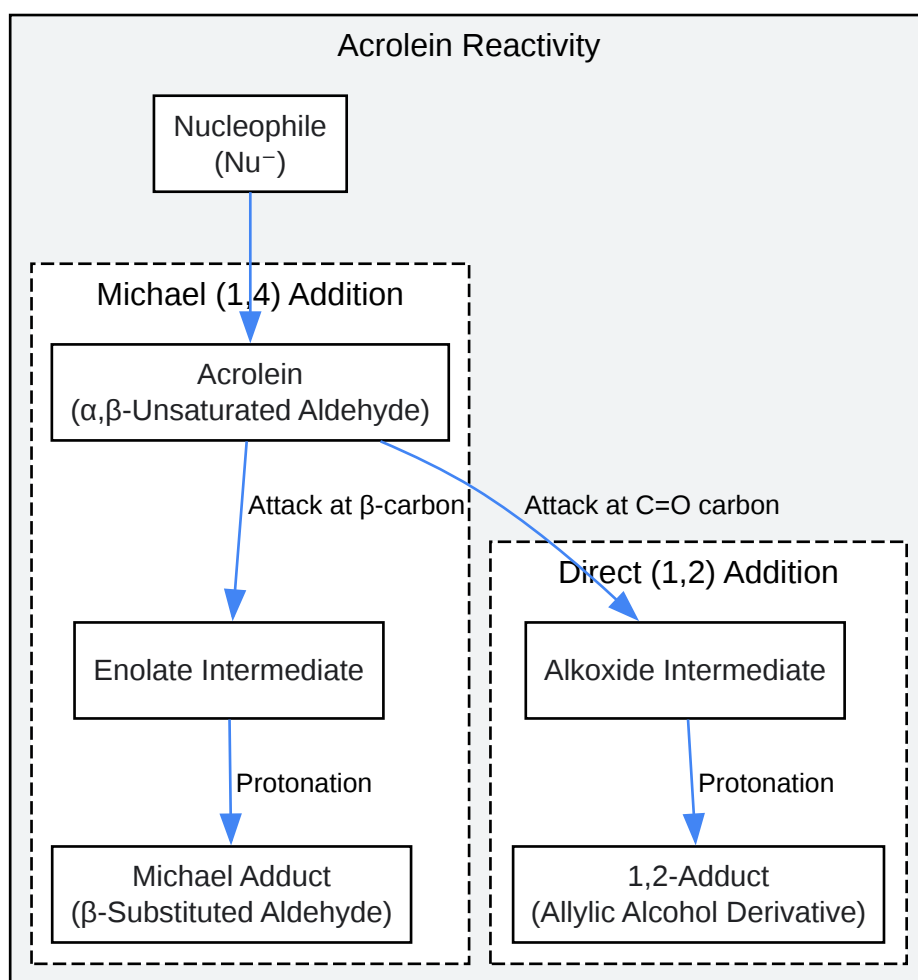 Acrolein Reactivity
Nucleophile
(Nu⁻)
Michael (1,4) Addition
Acrolein
(α,β-Unsaturated Aldehyde)
Attack at β-carbon
Attack at C=O carbon
Direct (1,2) Addition
Enolate Intermediate
Alkoxide Intermediate
Protonation
Protonation
Michael Adduct
(β-Substituted Aldehyde)
1,2-Adduct
(Allylic Alcohol Derivative)